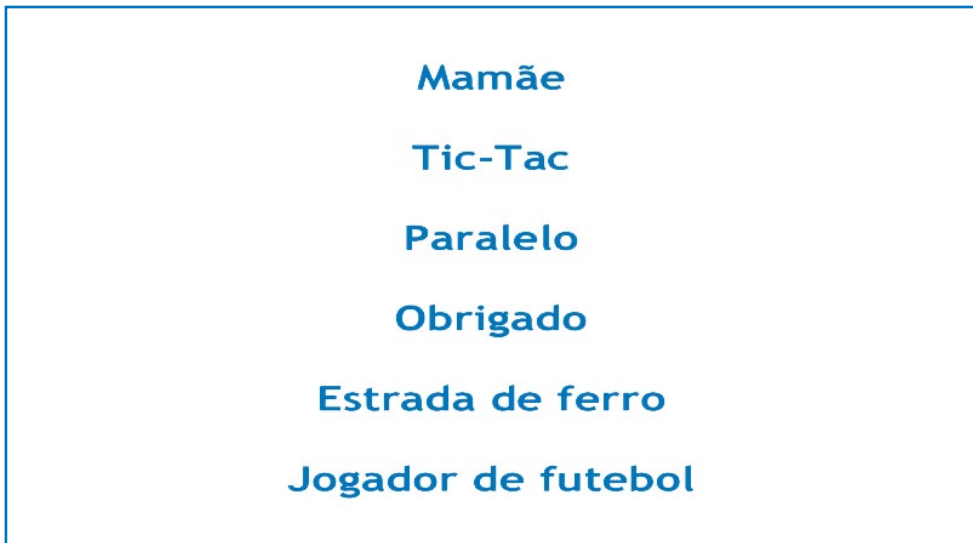 Mamãe
Tic-Tac
Paralelo
Obrigado
Estrada de ferro
Jogador de futebol